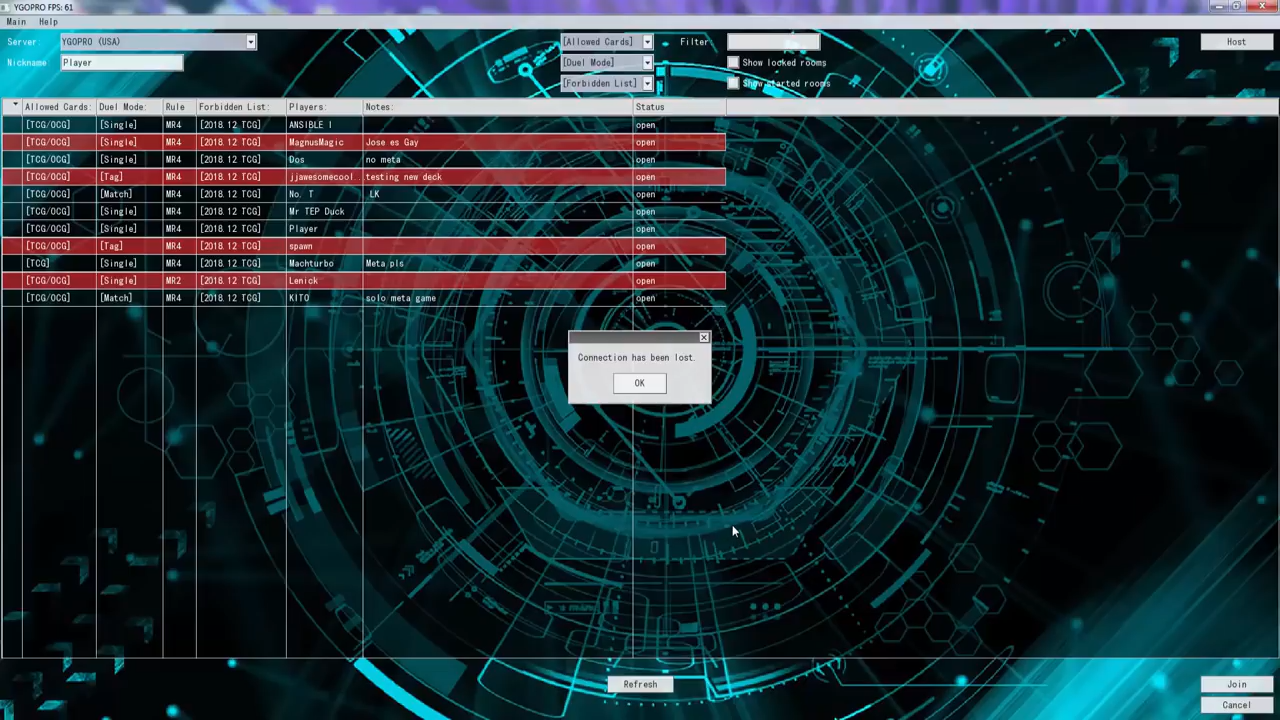 YGOPRO FPS: 61
Main Help
Server: YGOPRO (USA) [Allowed Cards] Filter Host
Nickname Player [Duel Mode] Show locked rooms
[Forbidden List] Show started rooms
Allowed Cards: Duel Mode: Rule Forbidden List: Players: Notes: Status
[TCG/OCG] [Single] MR4 [2018.12 TCG] ANSIBLE I open
[TCG/OCG] [Single] MR4 [2018.12 TCG] MagnusMagic Jose es Gay open
[TCG/OCG] [Single] MR4 [2018.12 TCG] Dos no meta open
[TCG/OCG] [Tag] MR4 [2018.12 TCG] jjawesomecool.. testing new deck open
[TCG/OCG] [Match] MR4 [2018.12 TCG] No. T LK open
[TCG/OCG] [Single] MR4 [2018.12 TCG] Mr TEP Duck open
[TCG/OCG] [Single] MR4 [2018.12 TCG] Player open
[TCG/OCG] [Tag] MR4 [2018.12 TCG] spawn open
[TCG] [Single] MR4 [2018.12 TCG] Machturbo Meta pls open
[TCG/OCG] [Single] MR2 [2018.12 TCG] Lenick open
[TCG/OCG] [Match] MR4 [2018.12 TCG] KITO solo meta game open
Connection has been lost.
OK
Refresh Join
Cancel